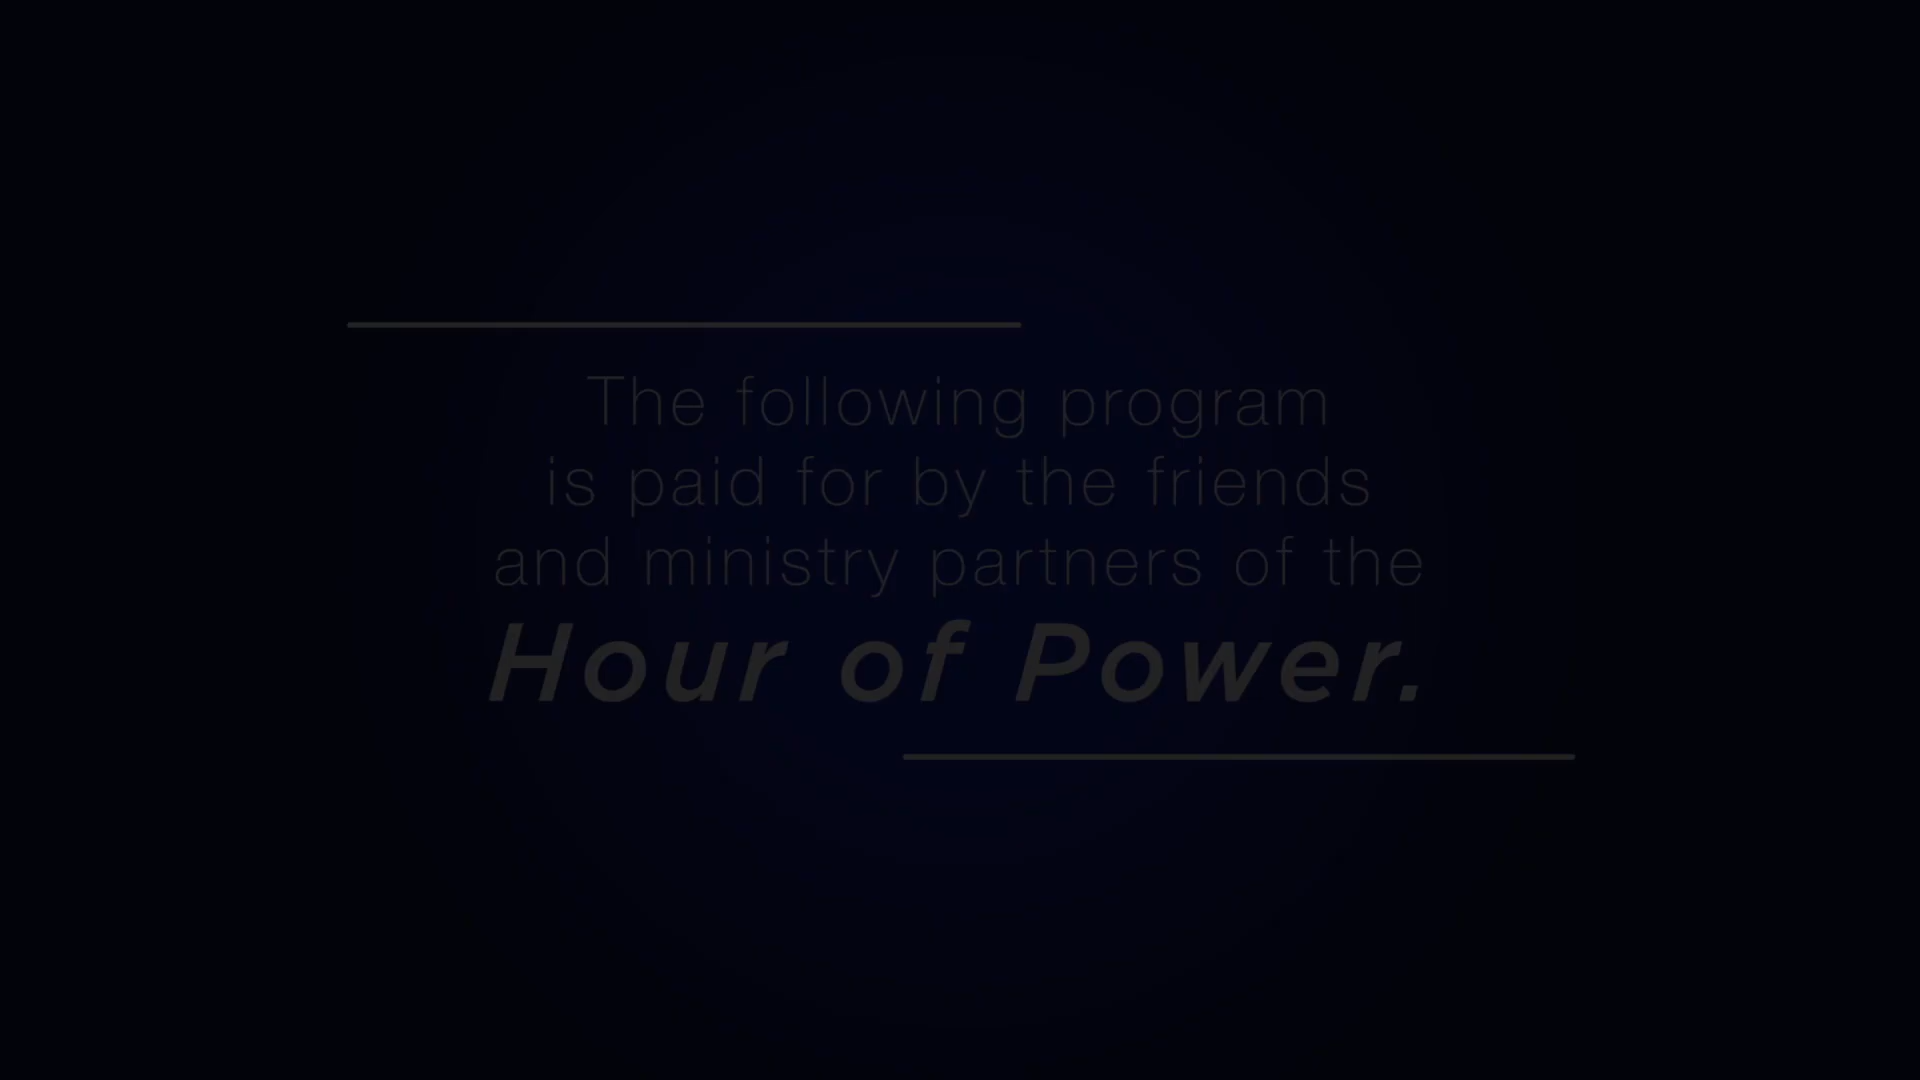 The following program
is paid for by the friends
and ministry partners of the
Hour of Power.